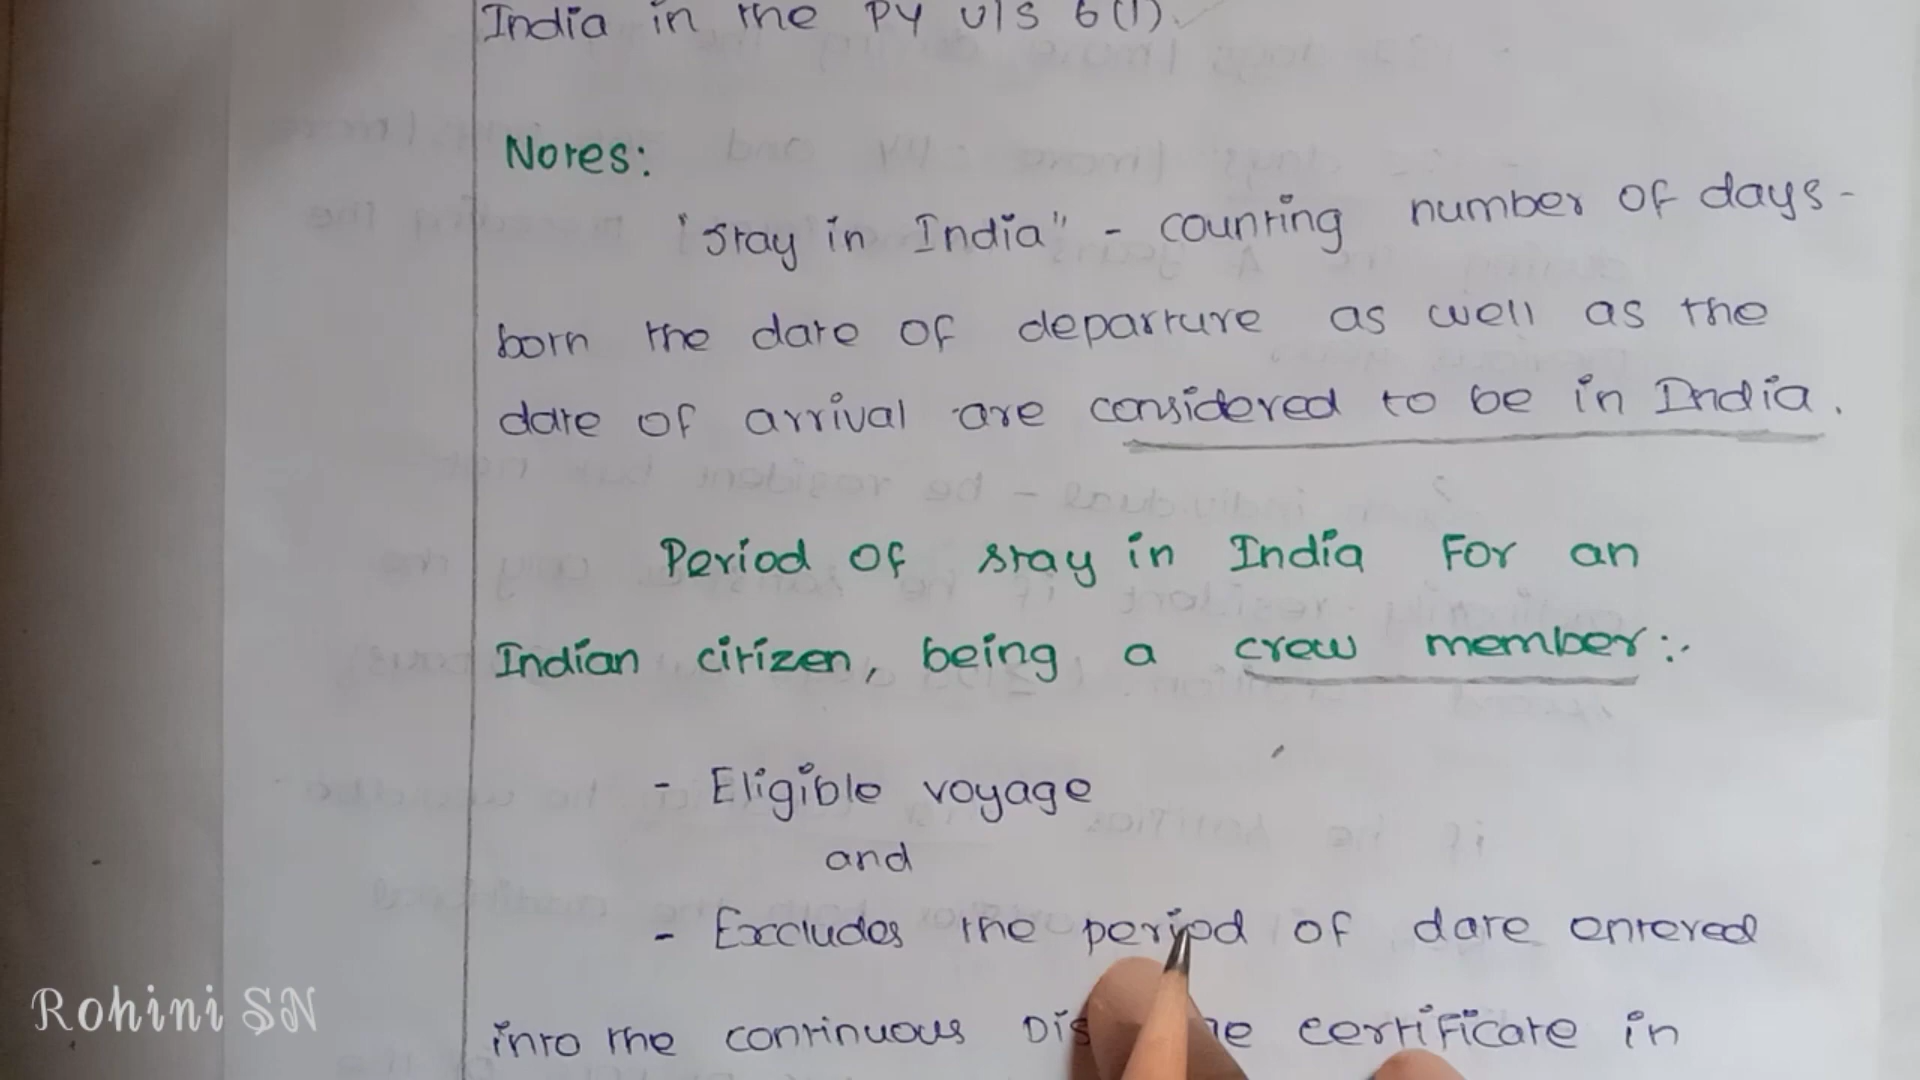 India in the PY U/S 6(1).
Notes:
"Stay in India" - counting number of days -
both the date of departure as well as the
date of arrival are considered to be in India.
Period of stay in India For an
Indian citizen, being a crew member:-
- Eligible voyage
and
- Excludes the period of date entered
into the continuous certificate in
Rohini SN